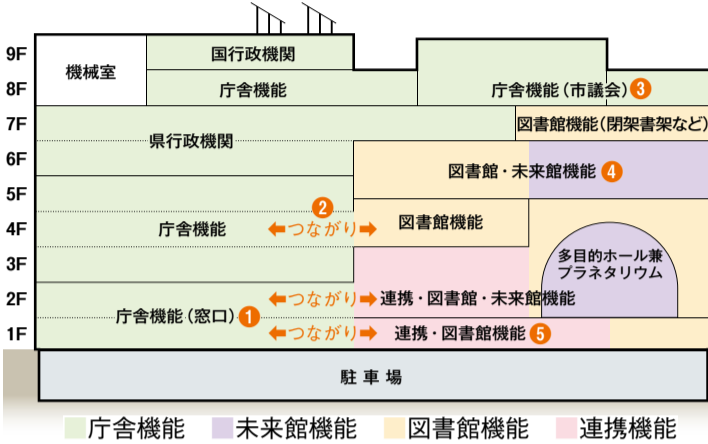 9F
機械室
国行政機関
8F
庁舎機能
庁舎機能(市議会)3
7F
図書館機能(閉架書架など)
県行政機関
6F
図書館・未来館機能 4
5F
2
4F
庁舎機能
つながり
図書館機能
3F
多目的ホール兼
プラネタリウム
2F
つながり
連携・図書館・未来館機能
庁舎機能(窓口)1
1F
つながり
連携・図書館機能 5
駐車場
庁舎機能
未来館機能
図書館機能
連携機能